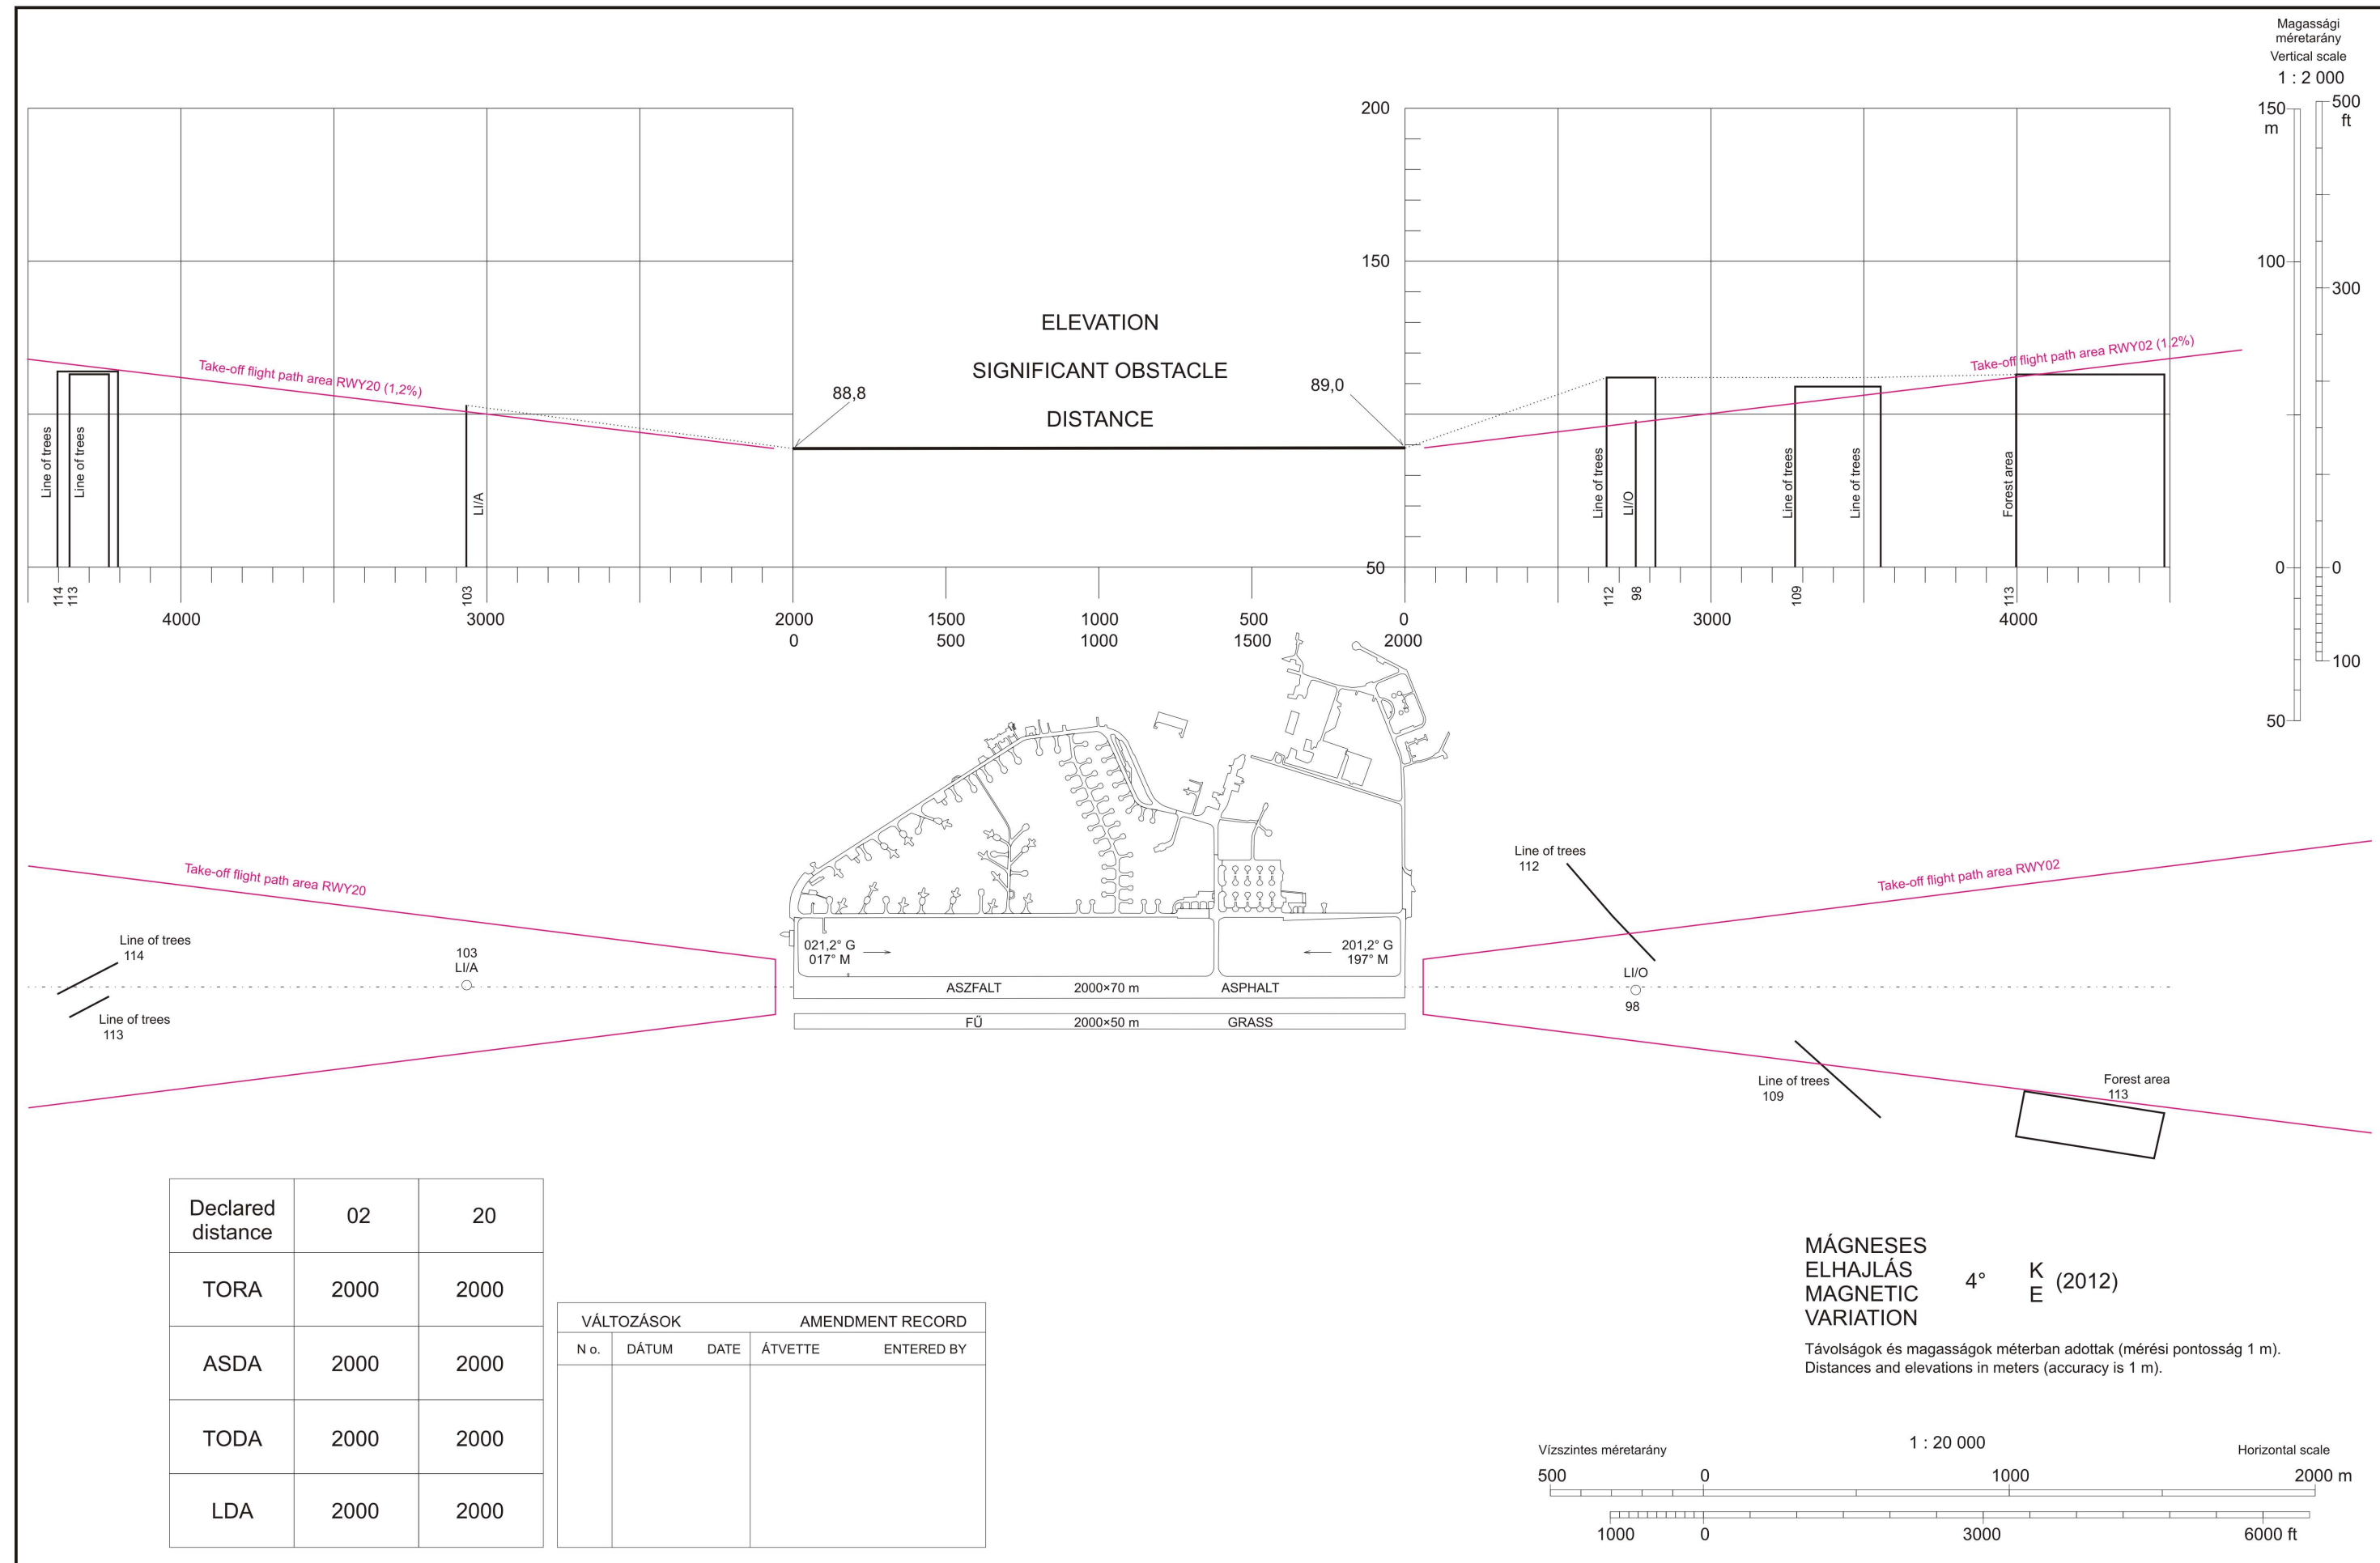 Magassági
méretarány
Vertical scale
1 : 2 000
200
150
50
150
m
100
0
50
500
ft
300
0
100
ELEVATION
SIGNIFICANT OBSTACLE
DISTANCE
88,8
89,0
Take-off flight path area RWY20 (1,2%)
Take-off flight path area RWY02 (1,2%)
Line of trees
Line of trees
LI/A
Line of trees
LI/O
Line of trees
Line of trees
Forest area
114
113
103
112
98
109
113
4000
3000
2000
1500
1000
500
0
3000
4000
0
500
1000
1500
2000
Take-off flight path area RWY20
Line of trees
114
Line of trees
113
103
LI/A
021,2° G
017° M
201,2° G
197° M
ASZFALT 2000×70 m ASPHALT
FŰ 2000×50 m GRASS
Line of trees
112
Take-off flight path area RWY02
LI/O
98
Line of trees
109
Forest area
113
Declared
distance
02
20
TORA 2000 2000
ASDA 2000 2000
TODA 2000 2000
LDA 2000 2000
VÁLTOZÁSOK AMENDMENT RECORD
N o. DÁTUM DATE ÁTVETTE ENTERED BY
MÁGNESES
ELHAJLÁS
MAGNETIC
VARIATION
4°
K
E
(2012)
Távolságok és magasságok méterban adottak (mérési pontosság 1 m).
Distances and elevations in meters (accuracy is 1 m).
1 : 20 000
Vízszintes méretarány
Horizontal scale
500 0 1000 2000 m
1000 0 3000 6000 ft